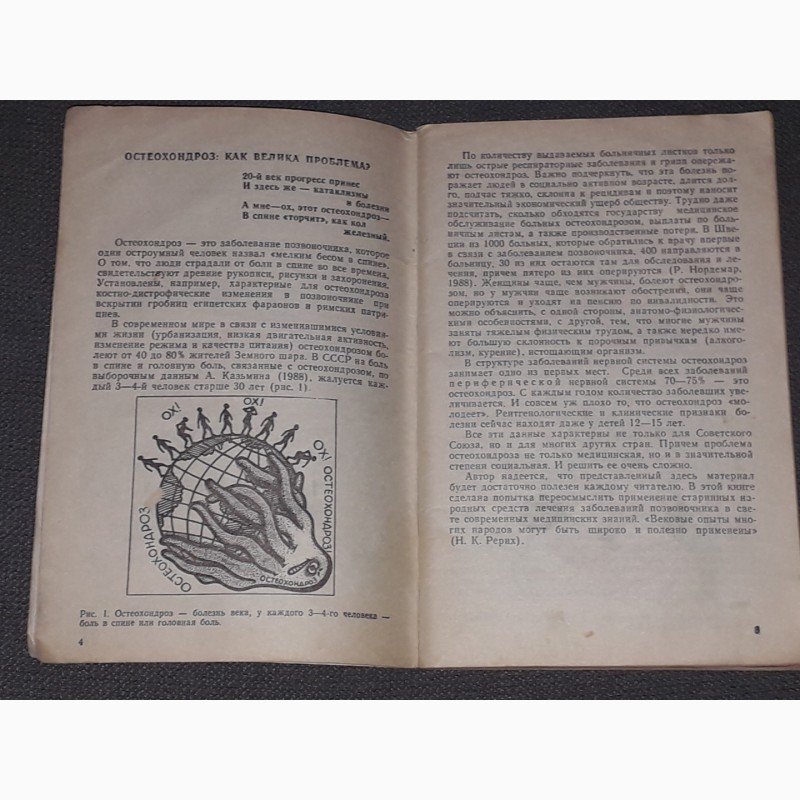 ОСТЕОХОНДРОЗ: КАК ВЕЛИКА ПРОБЛЕМА?
20-й век прогресс принес
И здесь же — катаклизмы
в болезни
А мне—ох, этот остеохондроз—
В спине «торчит», как кол
железный.
Остеохондроз — это заболевание позвоночника, которое
один остроумный человек назвал «мелким бесом в спине».
О том, что люди страдали от боли в спине во все времена,
свидетельствуют древние рукописи, рисунки и захоронения.
Установлены, например, характерные для остеохондроза
костно-дистрофические изменения в позвоночнике при
вскрытии гробниц египетских фараонов и римских патри-
циев.
В современном мире в связи с изменившимися условия-
ми жизни (урбанизация, низкая двигательная активность,
изменение режима и качества питания) остеохондрозом бо-
леют от 40 до 80% жителей Земного шара. В СССР на боль
в спине и головную боль, связанные с остеохондрозом, по
выборочным данным А. Казьмина (1988), жалуется каж-
дый 3—4-й человек старше 30 лет (рис. 1).
ОХ! ОХ! ОХ!
ОСТЕОХОНДРОЗ
ОСТЕОХОНДРОЗ
ОСТЕОХОНДРОЗ
Рис. 1. Остеохондроз — болезнь века, у каждого 3—4-го человека —
боль в спине или головная боль.
4
По количеству выдаваемых больничных листков только
лишь острые респираторные заболевания и грипп опережа-
ют остеохондроз. Важно подчеркнуть, что эта болезнь по-
ражает людей в социально активном возрасте, длится дол-
го, подчас тяжко, склонна к рецидивам и поэтому наносит
значительный экономический ущерб обществу. Трудно даже
подсчитать, сколько обходятся государству медицинское
обслуживание больных остеохондрозом, выплаты по боль-
ничным листам, а также производственные потери. В Шве-
ции из 1000 больных, которые обратились к врачу впервые
в связи с заболеванием позвоночника, 400 направляются в
больницу, 30 из них остаются там для обследования и ле-
чения, причем пятеро из них оперируются (Р. Нордемар,
1988). Женщины чаще, чем мужчины, болеют остеохондро-
зом, но у мужчин чаще возникают обострения, они чаще
оперируются и уходят на пенсию по инвалидности. Это
можно объяснить, с одной стороны, анатомо-физиологиче-
скими особенностями, с другой, тем, что многие мужчины
заняты тяжелым физическим трудом, а также нередко име-
ют большую склонность к порочным привычкам (алкого-
лизм, курение), истощающим организм.
В структуре заболеваний нервной системы остеохондроз
занимает одно из первых мест. Среди всех заболеваний
периферической нервной системы 70—75% — это
остеохондроз. С каждым годом количество заболевших уве-
личивается. И совсем уж плохо то, что остеохондроз «мо-
лодеет». Рентгенологические и клинические признаки бо-
лезни сейчас находят даже у детей 12—15 лет.
Все эти данные характерны не только для Советского
Союза, но и для многих других стран. Причем проблема
остеохондроза не только медицинская, но и в значительной
степени социальная. И решить ее очень сложно.
Автор надеется, что представленный здесь материал
будет достаточно полезен каждому читателю. В этой книге
сделана попытка переосмыслить применение старинных на-
родных средств лечения заболеваний позвоночника в све-
те современных медицинских знаний. «Вековые опыты мно-
гих народов могут быть широко и полезно применены»
(Н. К. Рерих).